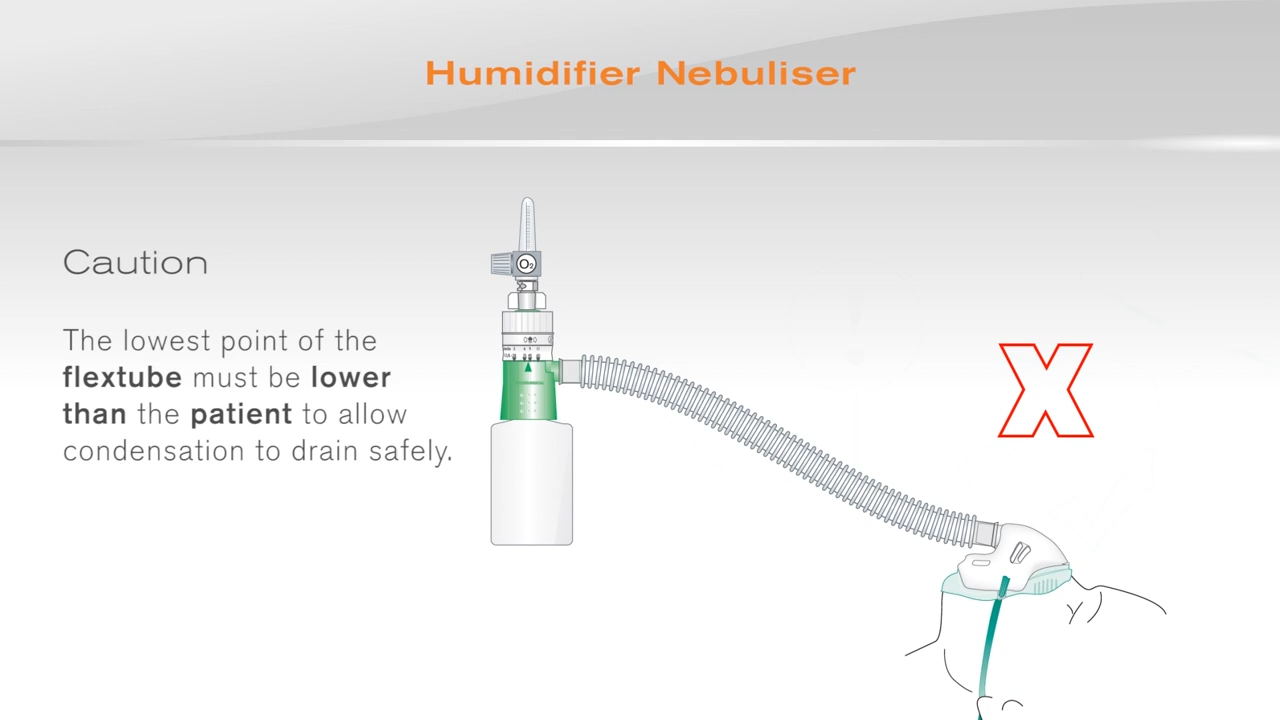 Humidifier Nebuliser
Caution
The lowest point of the
flextube must be lower
than the patient to allow
condensation to drain safely.
O2
X